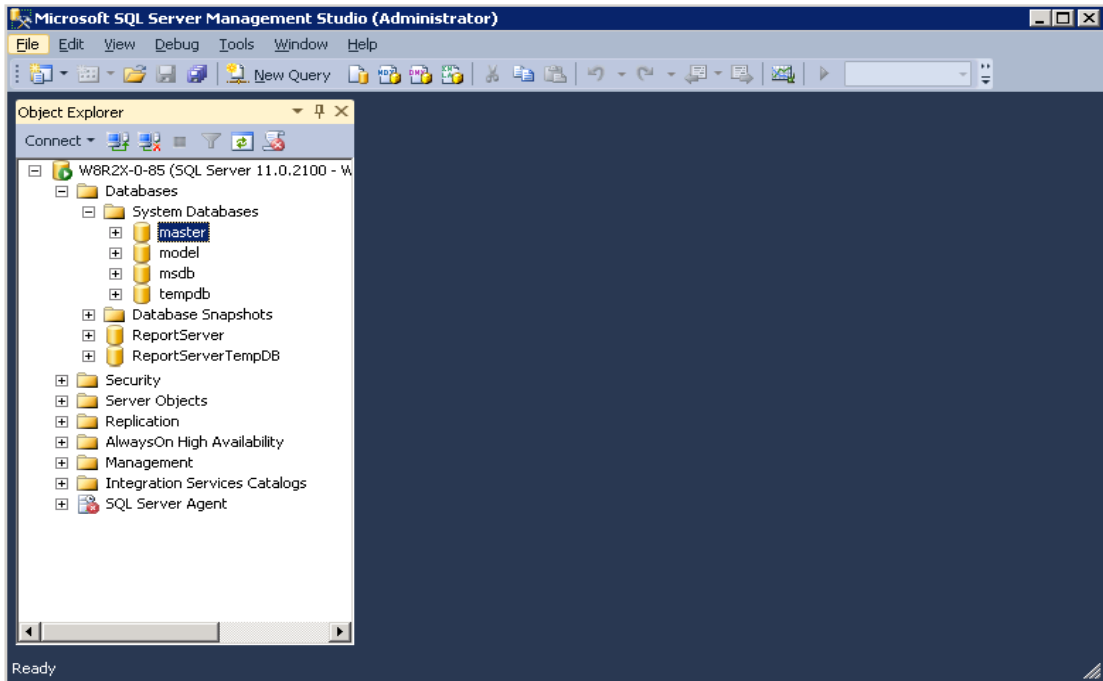 Microsoft SQL Server Management Studio (Administrator)
File Edit View Debug Tools Window Help
New Query
Object Explorer
Connect
W8R2X-0-85 (SQL Server 11.0.2100 - W
Databases
System Databases
master
model
msdb
tempdb
Database Snapshots
ReportServer
ReportServerTempDB
Security
Server Objects
Replication
AlwaysOn High Availability
Management
Integration Services Catalogs
SQL Server Agent
Ready